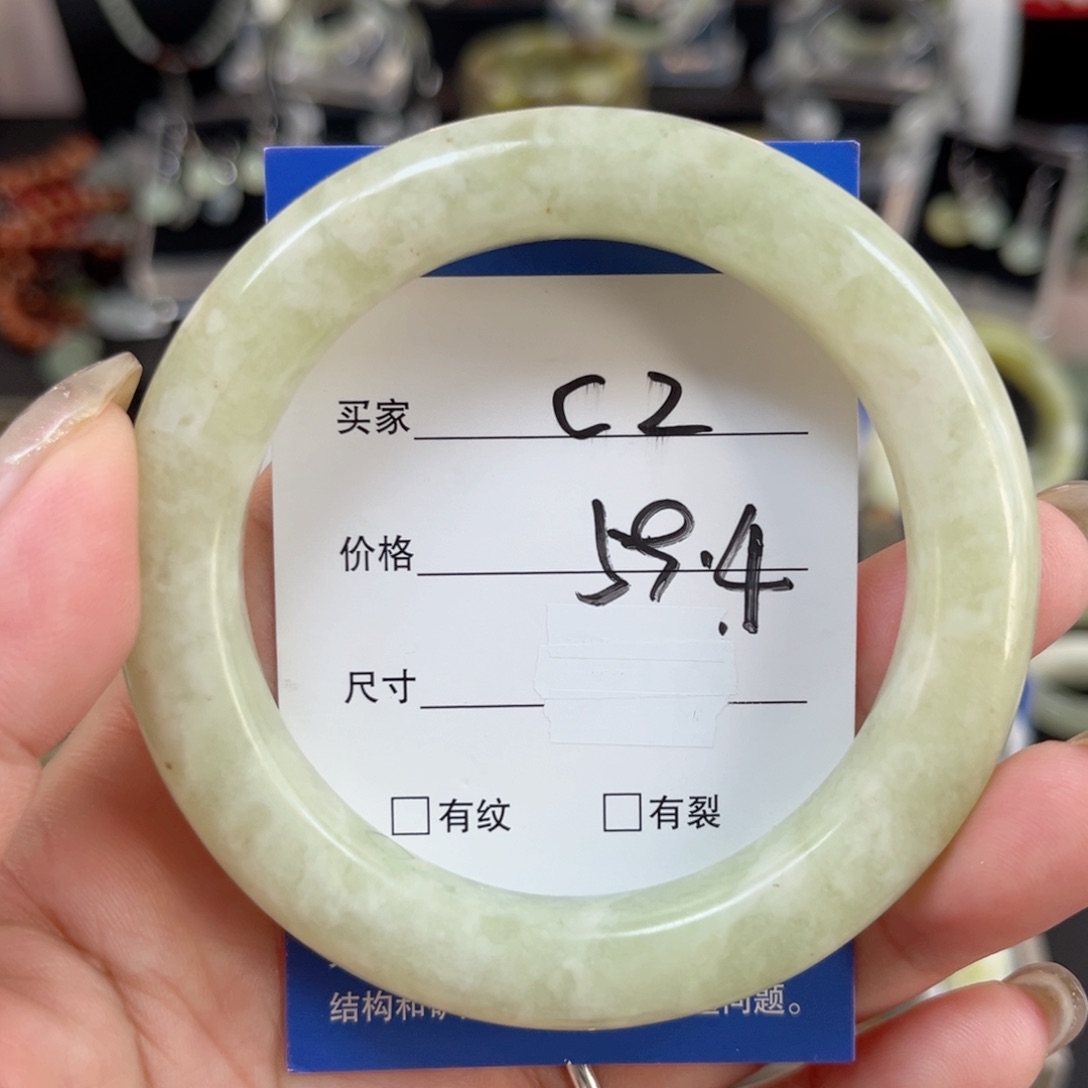 买家 C2
价格 59.4
尺寸
□有纹 □有裂
结构和 问题。